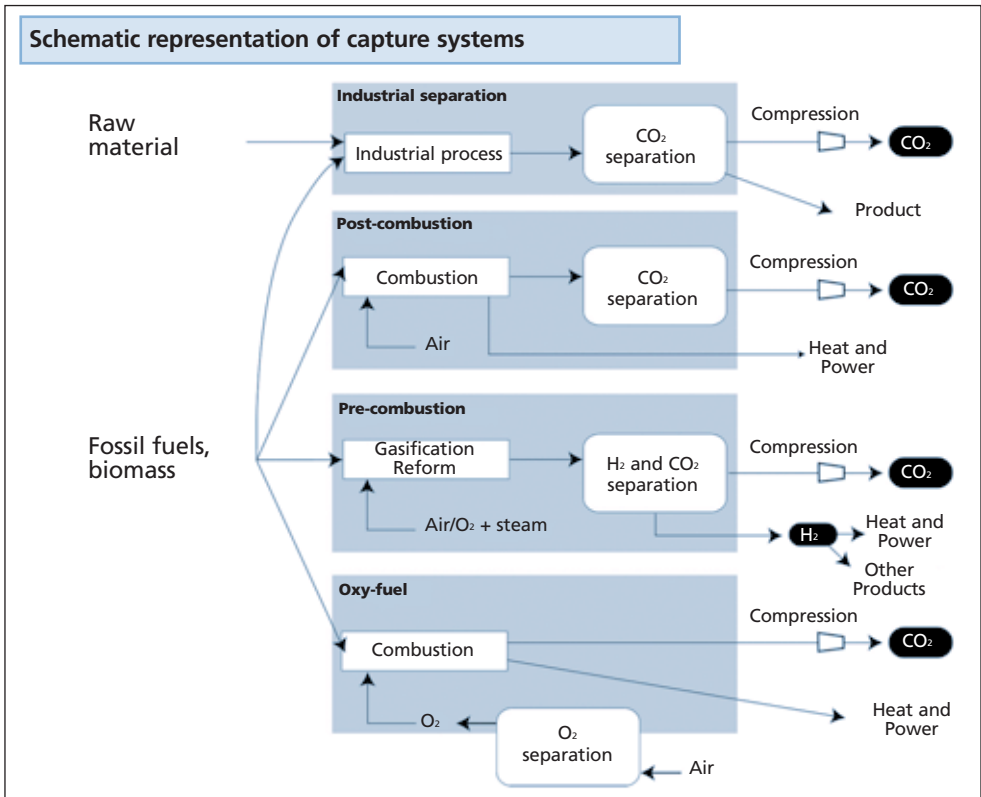 Schematic representation of capture systems
Raw
material
Industrial separation
Industrial process
CO₂
separation
Compression
CO₂
Product
Post-combustion
Combustion
Air
CO₂
separation
Compression
CO₂
Heat and
Power
Fossil fuels,
biomass
Pre-combustion
Gasification
Reform
Air/O₂ + steam
H₂ and CO₂
separation
Compression
CO₂
H₂
Heat and
Power
Other
Products
Oxy-fuel
Combustion
O₂
O₂
separation
Air
Compression
CO₂
Heat and
Power